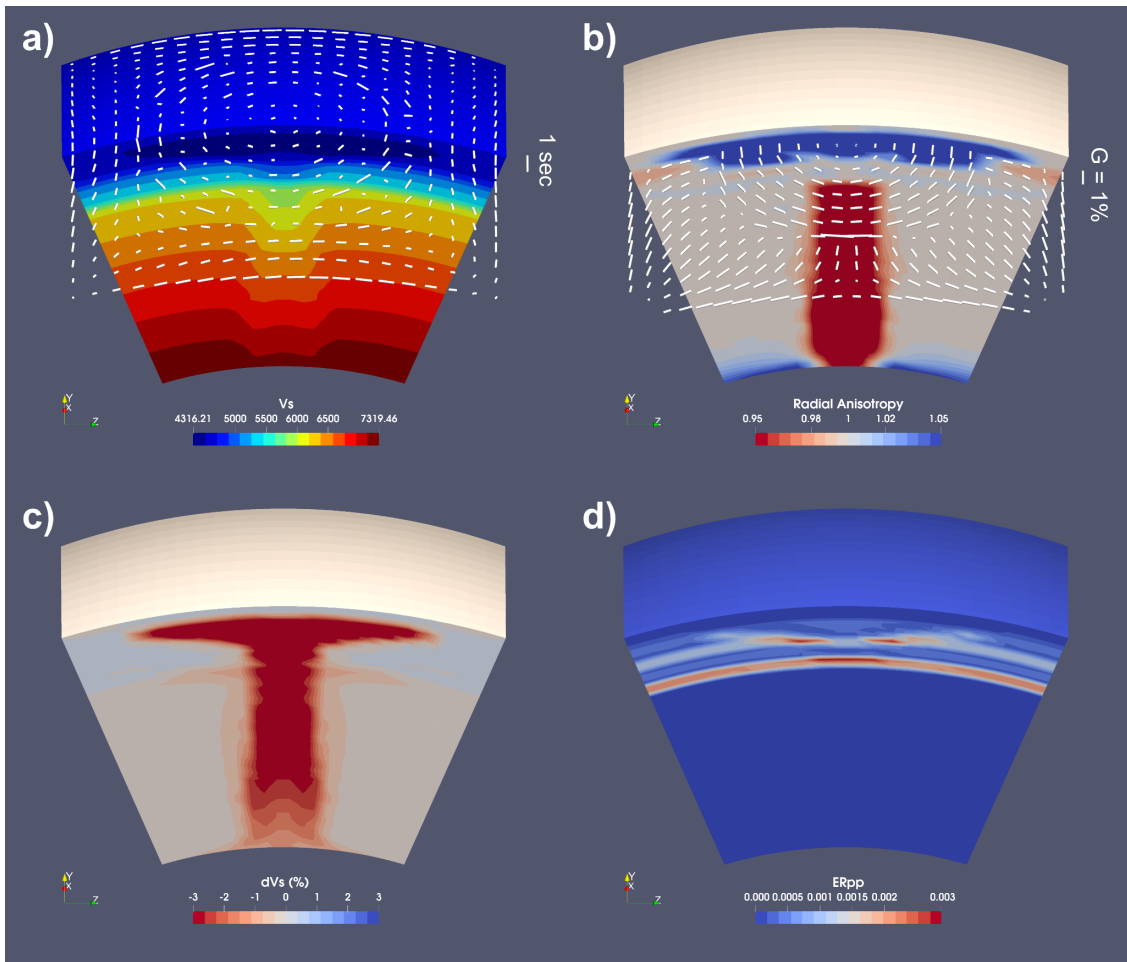 a)
1 sec
Y
X
Z
Vs
4316.21 5000 5500 6000 6500 7319.46
b)
G = 1%
Y
X
Z
Radial Anisotropy
0.95 0.98 1 1.02 1.05
c)
Y
X
Z
dVs (%)
-3 -2 -1 0 1 2 3
d)
Y
X
Z
ERpp
0.000 0.0005 0.001 0.0015 0.002 0.003